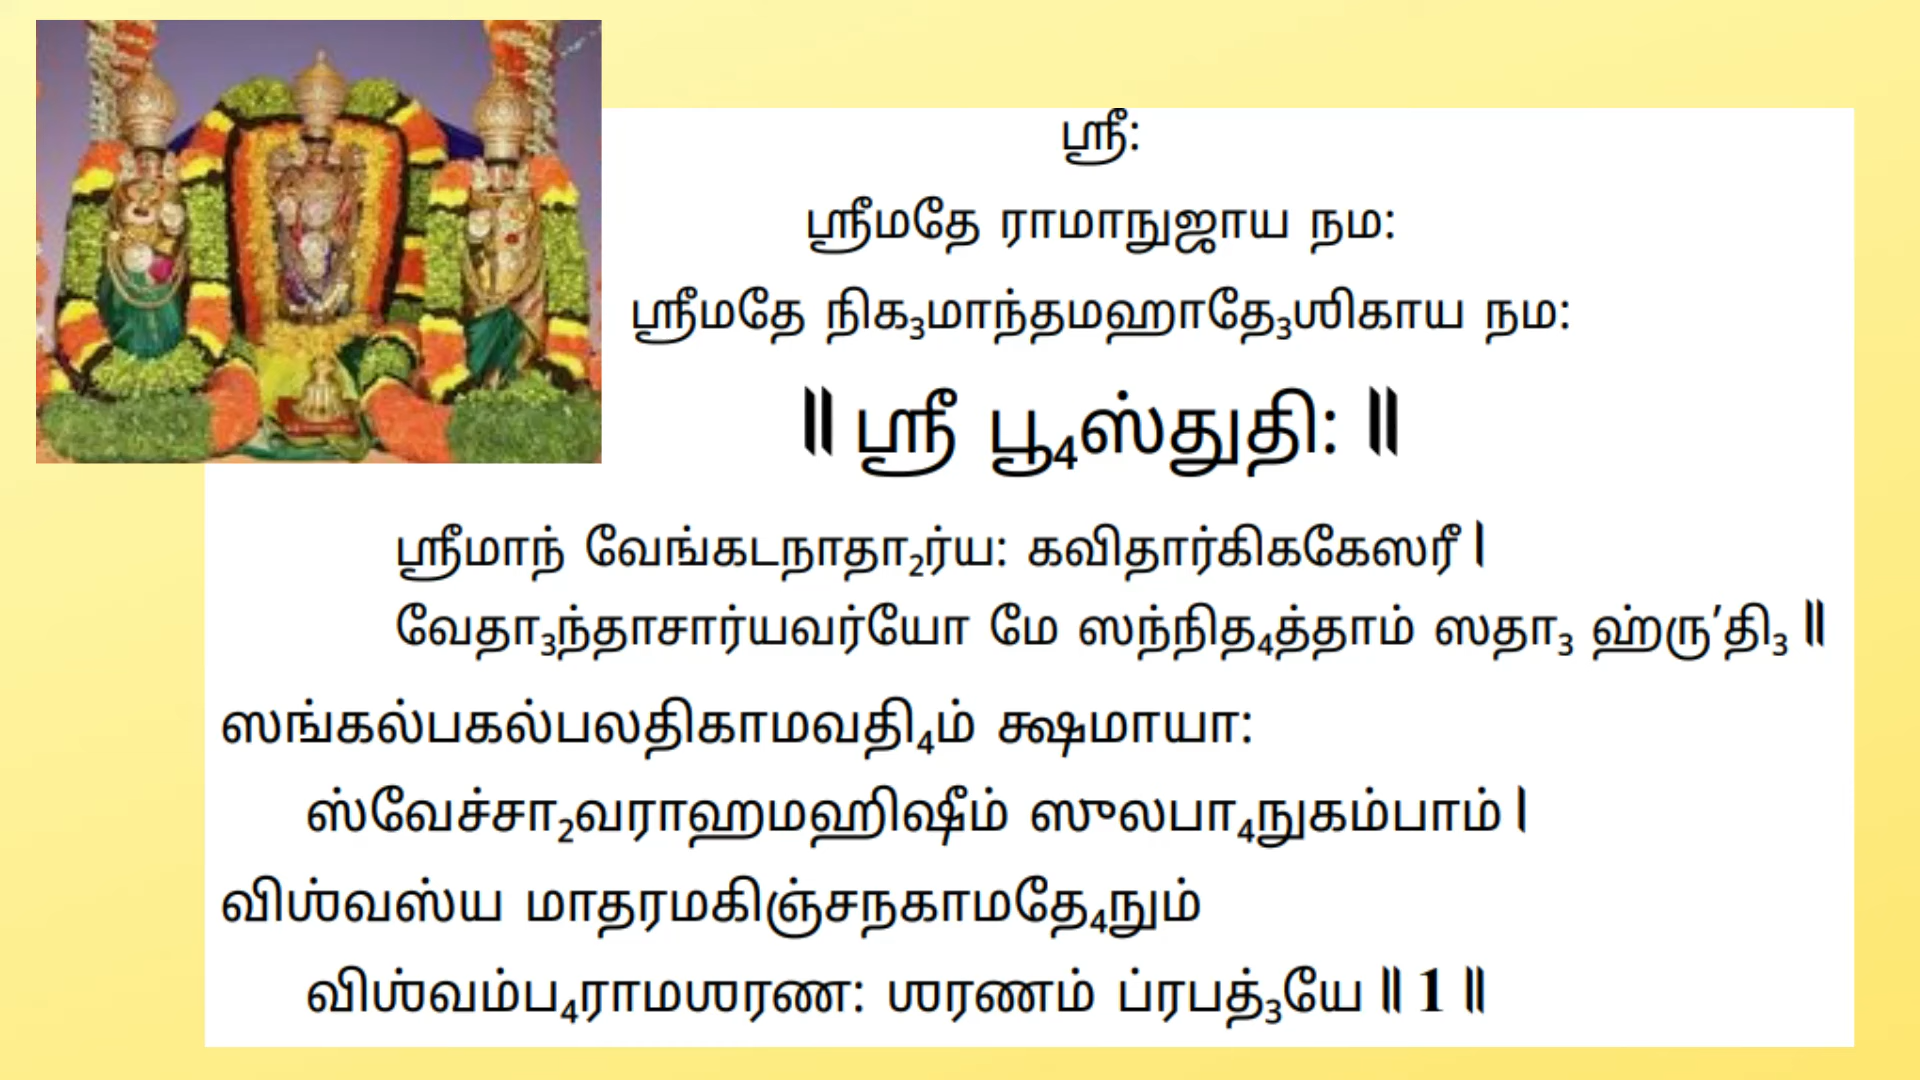 ஸ்ரீ:
ஸ்ரீமதே ராமாநுஜாய நம:
ஸ்ரீமதே நிக₃மாந்தமஹாதே₃ஶிகாய நம:
॥ ஸ்ரீ பூ₄ஸ்துதி: ॥
ஸ்ரீமாந் வேங்கடநாதா₂ர்ய: கவிதார்கிககேஸரீ।
வேதா₃ந்தாசார்யவர்யோ மே ஸந்நித₄த்தாம் ஸதா₃ ஹ்ரு’தி₃॥
ஸங்கல்பகல்பலதிகாமவதி₄ம் க்ஷமாயா:
ஸ்வேச்சா₂வராஹமஹிஷீம் ஸுலபா₄நுகம்பாம்।
விஶ்வஸ்ய மாதரமகிஞ்சநகாமதே₄நும்
விஶ்வம்ப₄ராமஶரண: ஶரணம் ப்ரபத்₃யே॥ 1॥